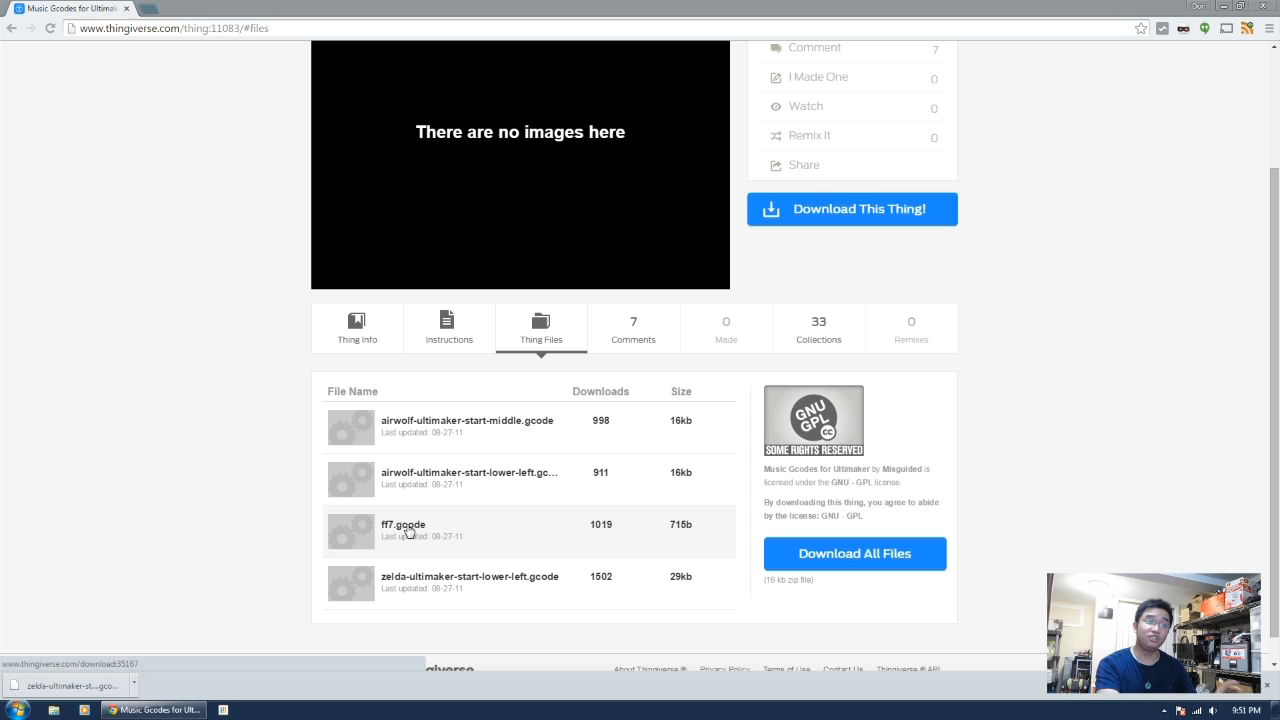 Music Gcodes for Ultimak
Don
www.thingiverse.com/thing:11083/#files
There are no images here
Comment 7
I Made One 0
Watch 0
Remix It 0
Share
Download This Thing!
Thing Info
Instructions
Thing Files
7
Comments
0
Made
33
Collections
0
Remixes
File Name Downloads Size
airwolf-ultimaker-start-middle.gcode 998 16kb
Last updated: 08-27-11
airwolf-ultimaker-start-lower-left.gc... 911 16kb
Last updated: 08-27-11
ff7.gcode 1019 715b
Last updated: 08-27-11
zelda-ultimaker-start-lower-left.gcode 1502 29kb
Last updated: 08-27-11
GNU
GPL
CC
SOME RIGHTS RESERVED
Music Gcodes for Ultimaker by Misguided is
licensed under the GNU - GPL license.
By downloading this thing, you agree to abide
by the license: GNU - GPL
Download All Files
(16 kb zip file)
www.thingiverse.com/download:35167
About Thingiverse ® Privacy Policy Terms of Use Contact Us Thingiverse ® API
zelda-ultimaker-st....gco...
Music Gcodes for Ult...
9:51 PM